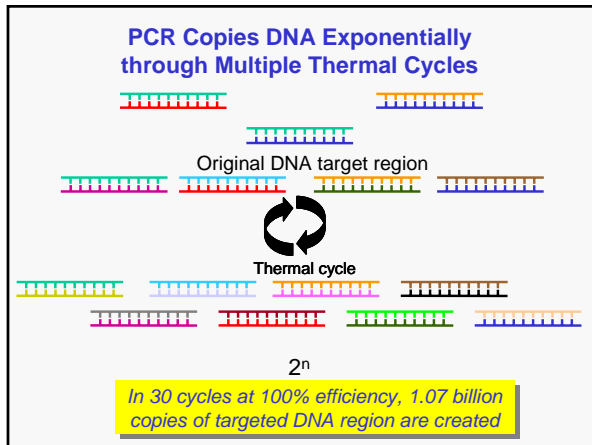 PCR Copies DNA Exponentially
through Multiple Thermal Cycles
Original DNA target region
Thermal cycle
2ⁿ
In 30 cycles at 100% efficiency, 1.07 billion
copies of targeted DNA region are created